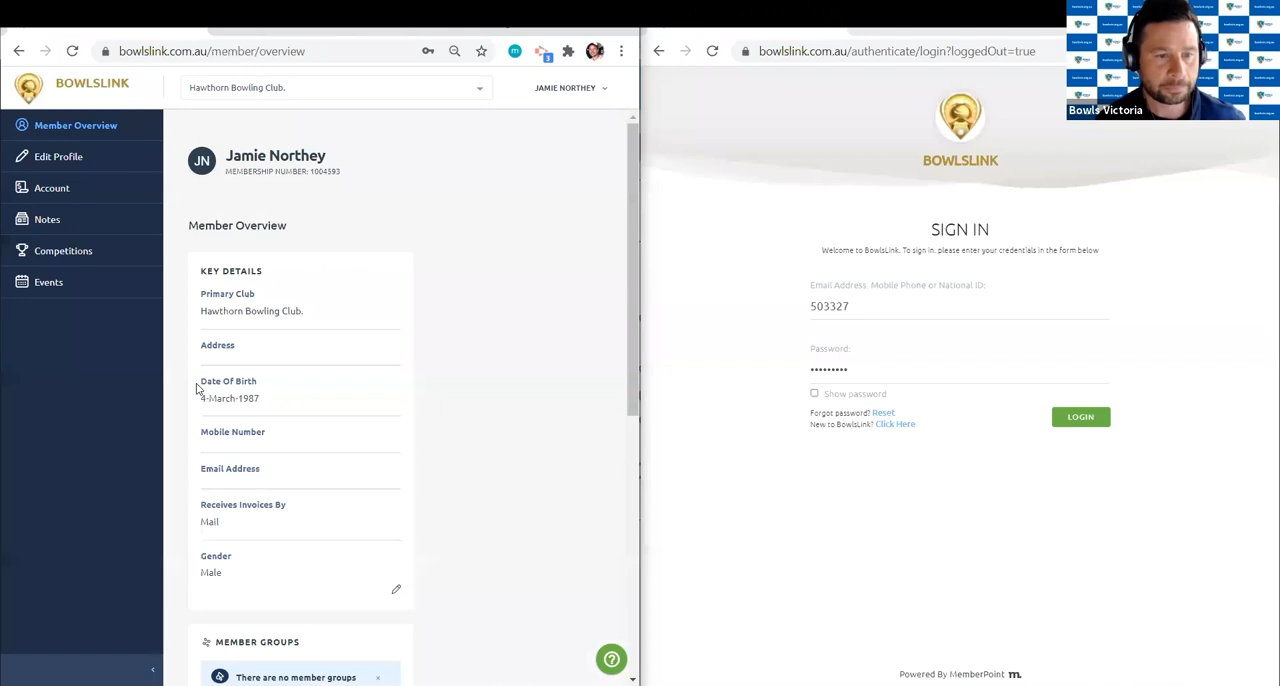 bowlslink.com.au/member/overview
3
BOWLSLINK
Hawthorn Bowling Club.
JAMIE NORTHEY
Member Overview
Edit Profile
Account
Notes
Competitions
Events
JN
Jamie Northey
MEMBERSHIP NUMBER: 1004593
Member Overview
KEY DETAILS
Primary Club
Hawthorn Bowling Club.
Address
Date Of Birth
4-March-1987
Mobile Number
Email Address
Receives Invoices By
Mail
Gender
Male
MEMBER GROUPS
There are no member groups
bowlslink.com.au/authenticate/login?loggedOut=true
Bowls Victoria
BOWLSLINK
SIGN IN
Welcome to BowlsLink. To sign in, please enter your credentials in the form below
Email Address, Mobile Phone or National ID:
503327
Password:
•••••••••
Show password
Forgot password? Reset
New to BowlsLink? Click Here
LOGIN
Powered By MemberPoint m.